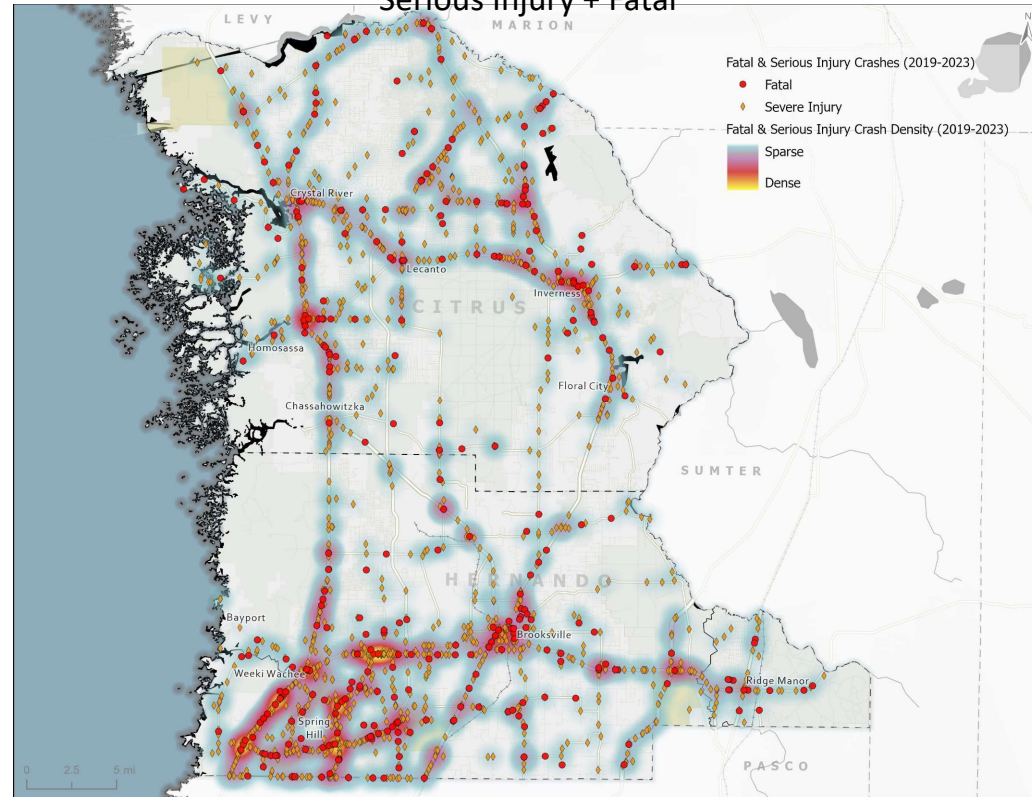 Serious Injury + Fatal
LEVY
MARION
N
Fatal & Serious Injury Crashes (2019-2023)
Fatal
Severe Injury
Fatal & Serious Injury Crash Density (2019-2023)
Sparse
Dense
Crystal River
Lecanto
CITRUS
Inverness
Homosassa
Floral City
Chassahowitzka
SUMTER
HERNANDO
Bayport
Brooksville
Weeki Wachee
Ridge Manor
Spring
Hill
PASCO
0 2.5 5 mi